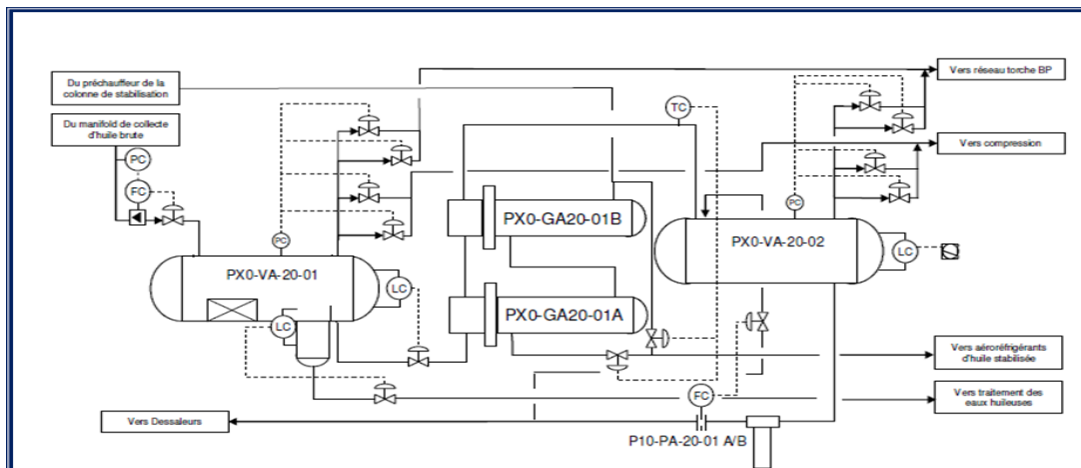 Du préchauffeur de la
colonne de stabilisation
Vers réseau torche BP
Du manifold de collecte
d'huile brute
TC
Vers compression
PC
FC
PX0-GA20-01B
PC
PC
PX0-VA-20-02
LC
PX0-VA-20-01
LC
LC
PX0-GA20-01A
Vers aéroréfrigérants
d'huile stabilisée
Vers traitement des
eaux huileuses
FC
Vers Dessaleurs
P10-PA-20-01 A/B